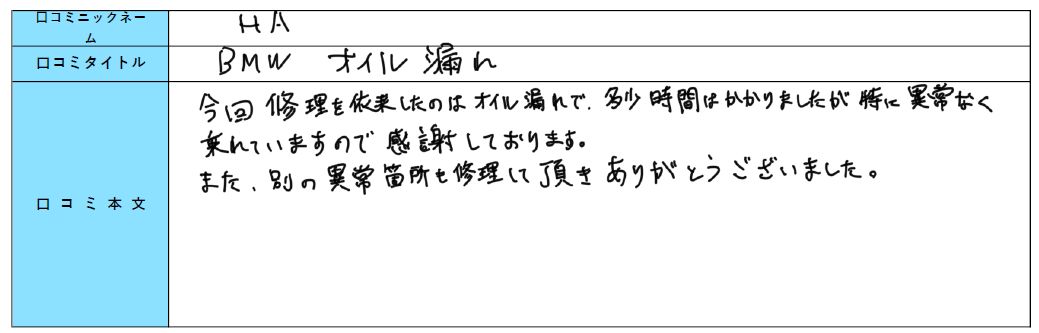 口コミニックネーム HA
口コミタイトル BMW オイル漏れ
口コミ本文
今回修理を依来したのはオイル漏れで、多少時間はかかりましたが特に異常なく
乗れていますので感謝しております。
また、別の異常箇所も修理して頂きありがとうございました。